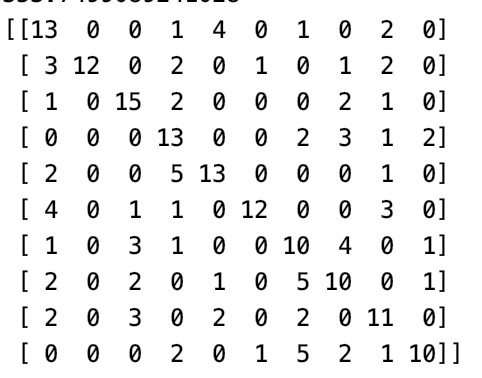 [[13 0 0 1 4 0 1 0 2 0]
[ 3 12 0 2 0 1 0 1 2 0]
[ 1 0 15 2 0 0 0 2 1 0]
[ 0 0 0 13 0 0 2 3 1 2]
[ 2 0 0 5 13 0 0 0 1 0]
[ 4 0 1 1 0 12 0 0 3 0]
[ 1 0 3 1 0 0 10 4 0 1]
[ 2 0 2 0 1 0 5 10 0 1]
[ 2 0 3 0 2 0 2 0 11 0]
[ 0 0 0 2 0 1 5 2 1 10]]